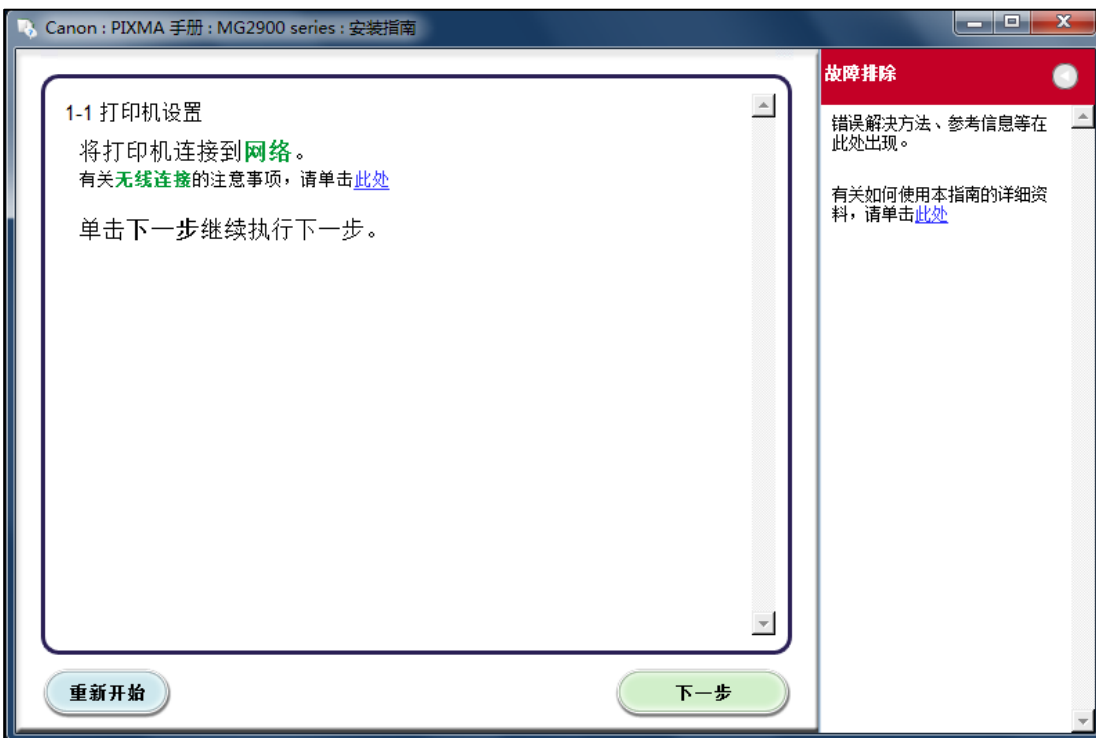 Canon : PIXMA 手册 : MG2900 series : 安装指南
1-1 打印机设置
将打印机连接到网络。
有关无线连接的注意事项，请单击此处
单击下一步继续执行下一步。
重新开始
下一步
故障排除
错误解决方法、参考信息等在
此处出现。
有关如何使用本指南的详细资
料，请单击此处